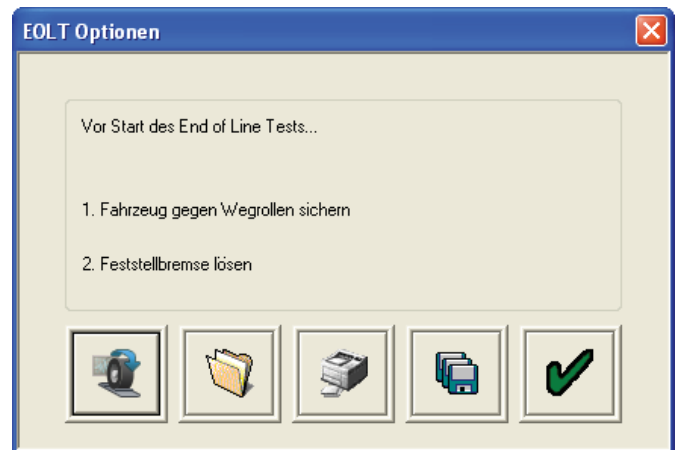 EOLT Optionen
Vor Start des End of Line Tests...
1. Fahrzeug gegen Wegrollen sichern
2. Feststellbremse lösen